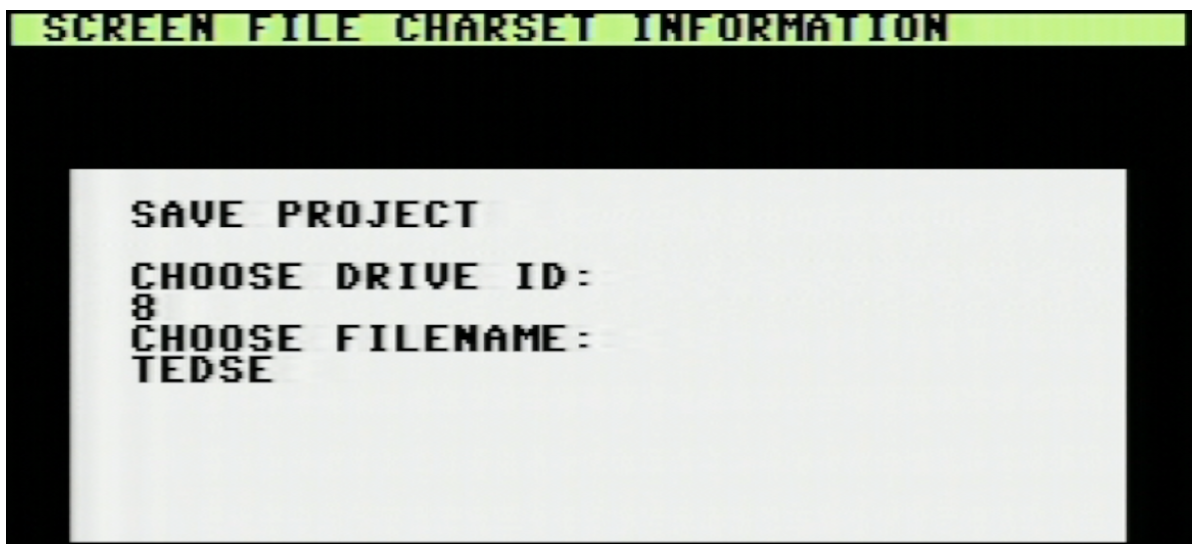 SCREEN FILE CHARSET INFORMATION
SAVE PROJECT
CHOOSE DRIVE ID:
8
CHOOSE FILENAME:
TEDSE